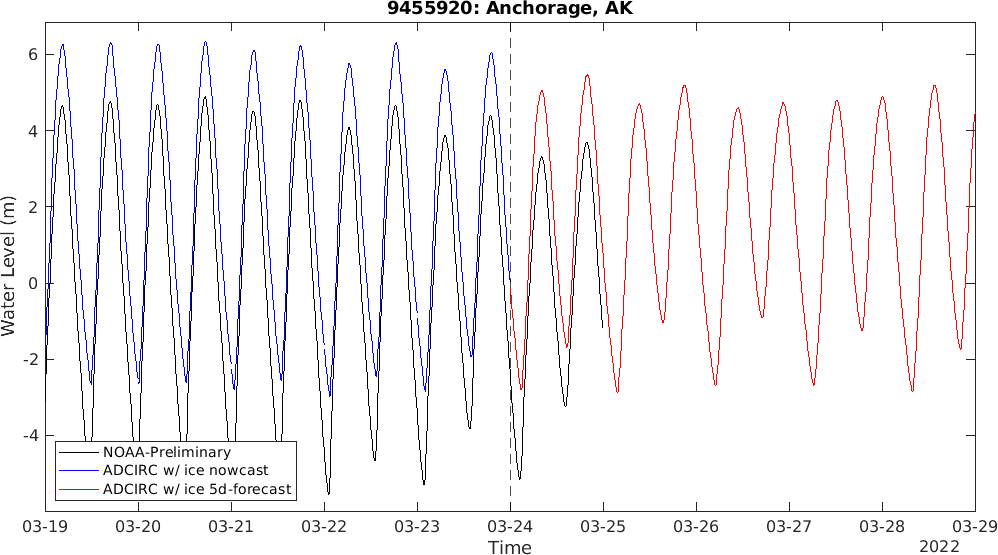 9455920: Anchorage, AK
Water Level (m)
6
4
2
0
-2
-4
NOAA-Preliminary
ADCIRC w/ ice nowcast
ADCIRC w/ ice 5d-forecast
03-19 03-20 03-21 03-22 03-23 03-24 03-25 03-26 03-27 03-28 03-29
Time
2022